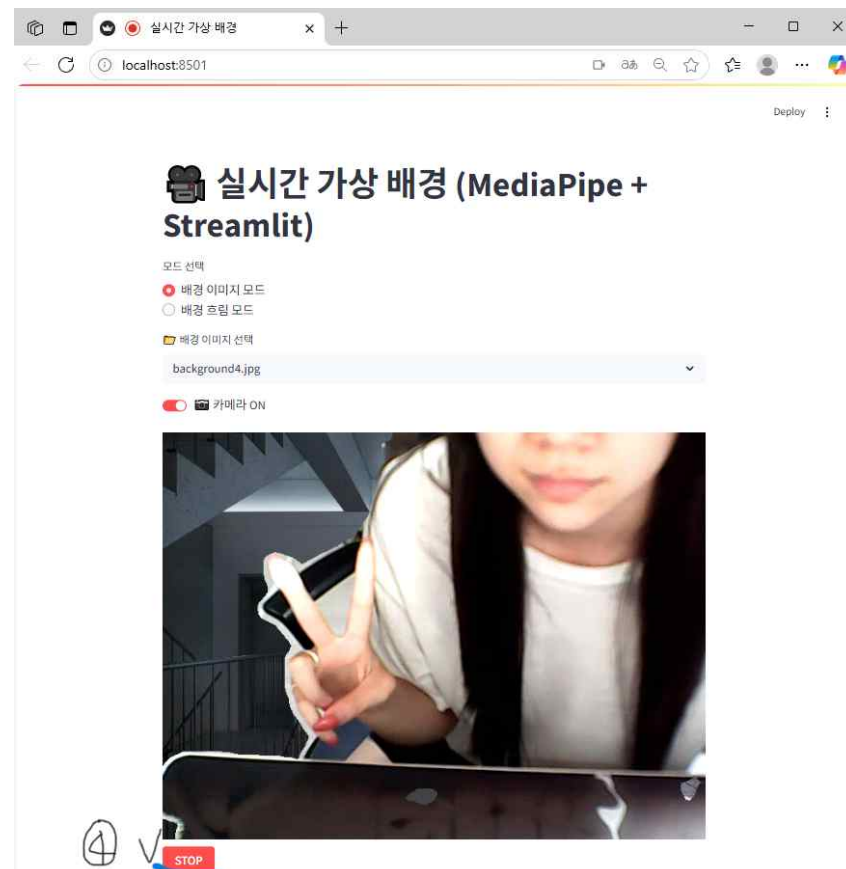 실시간 가상 배경
localhost:8501
Deploy
실시간 가상 배경 (MediaPipe +
Streamlit)
모드 선택
배경 이미지 모드
배경 흐림 모드
배경 이미지 선택
background4.jpg
카메라 ON
④ V
STOP